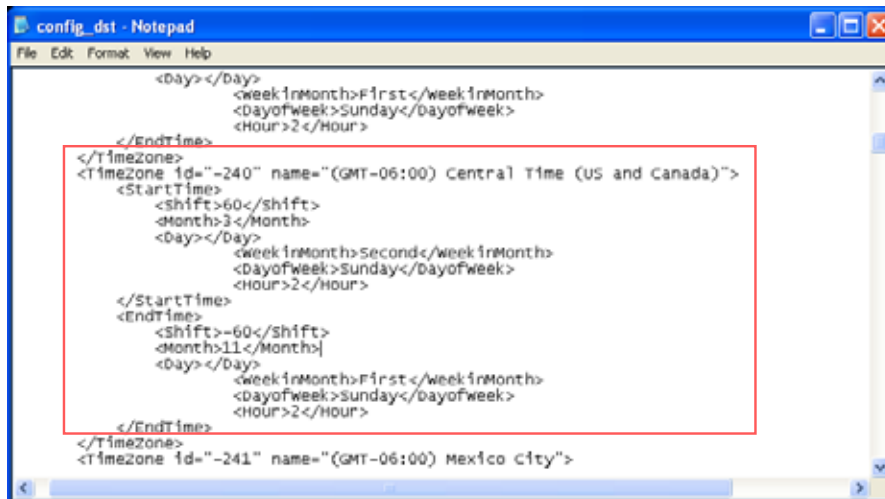 config_dst - Notepad
File Edit Format View Help
<Day></Day>
<WeekinMonth>First</WeekinMonth>
<DayofWeek>Sunday</DayofWeek>
<Hour>2</Hour>
</EndTime>
</TimeZone>
<TimeZone id="-240" name="(GMT-06:00) Central Time (US and Canada)">
<StartTime>
<Shift>60</Shift>
<Month>3</Month>
<Day></Day>
<WeekinMonth>Second</WeekinMonth>
<DayofWeek>Sunday</DayofWeek>
<Hour>2</Hour>
</StartTime>
<EndTime>
<Shift>-60</Shift>
<Month>11</Month>
<Day></Day>
<WeekinMonth>First</WeekinMonth>
<DayofWeek>Sunday</DayofWeek>
<Hour>2</Hour>
</EndTime>
</TimeZone>
<TimeZone id="-241" name="(GMT-06:00) Mexico City">